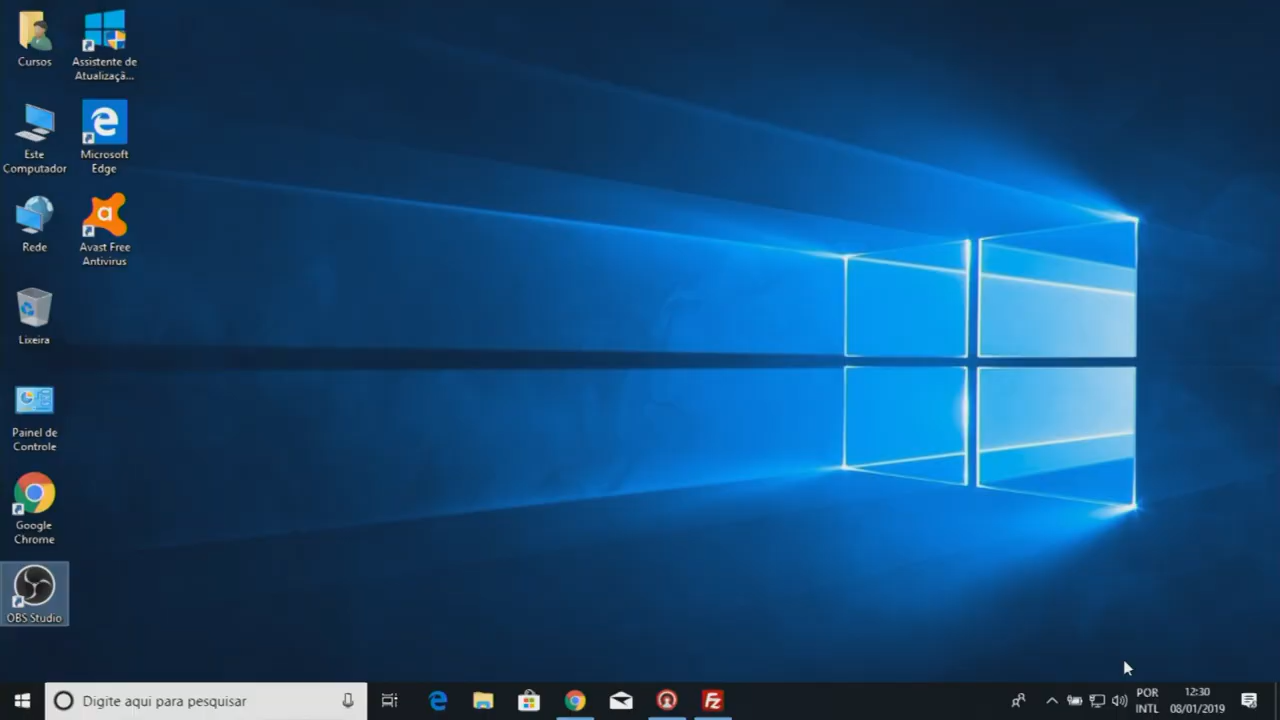 Cursos
Assistente de
Atualizaçã...
Este
Computador
Microsoft
Edge
Rede
Avast Free
Antivirus
Lixeira
Painel de
Controle
Google
Chrome
OBS Studio
Digite aqui para pesquisar
POR
INTL
12:30
08/01/2019